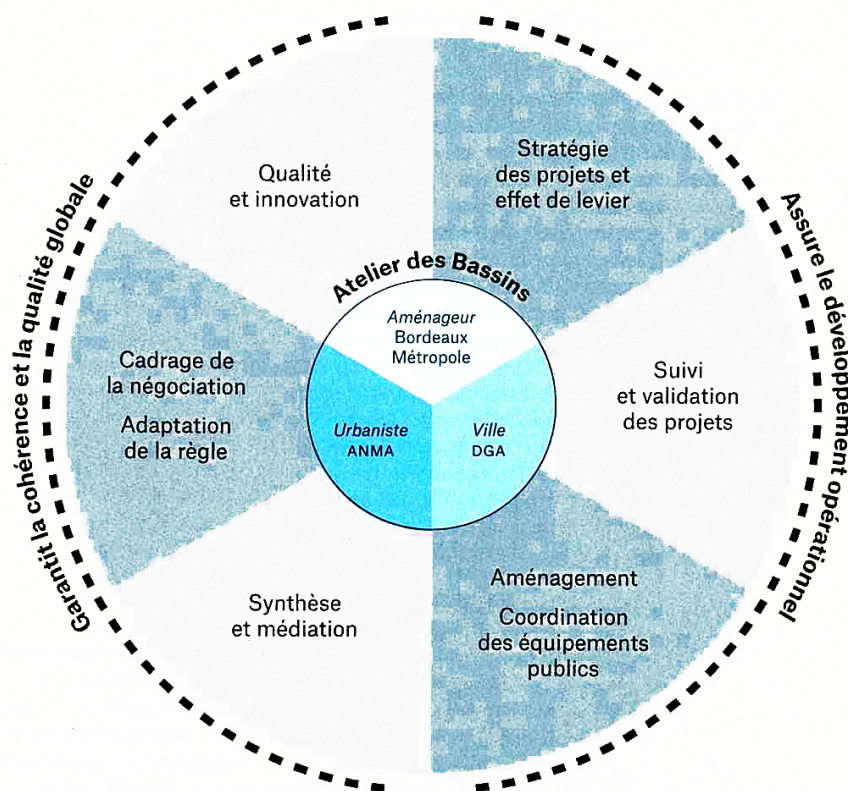 Garantit la cohérence et la qualité globale
Assure le développement opérationnel
Qualité
et innovation
Stratégie
des projets et
effet de levier
Cadrage de
la négociation
Adaptation
de la règle
Atelier des Bassins
Aménageur
Bordeaux
Métropole
Urbaniste
ANMA
Ville
DGA
Suivi
et validation
des projets
Synthèse
et médiation
Aménagement
Coordination
des équipements
publics